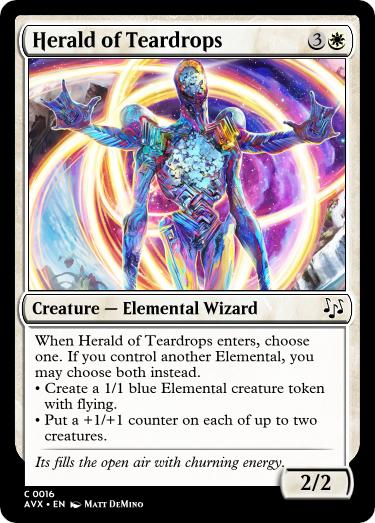 Herald of Teardrops 3
Creature — Elemental Wizard
When Herald of Teardrops enters, choose
one. If you control another Elemental, you
may choose both instead.
• Create a 1/1 blue Elemental creature token
with flying.
• Put a +1/+1 counter on each of up to two
creatures.
Its fills the open air with churning energy.
2/2
C 0016
AVX • EN Matt DeMino